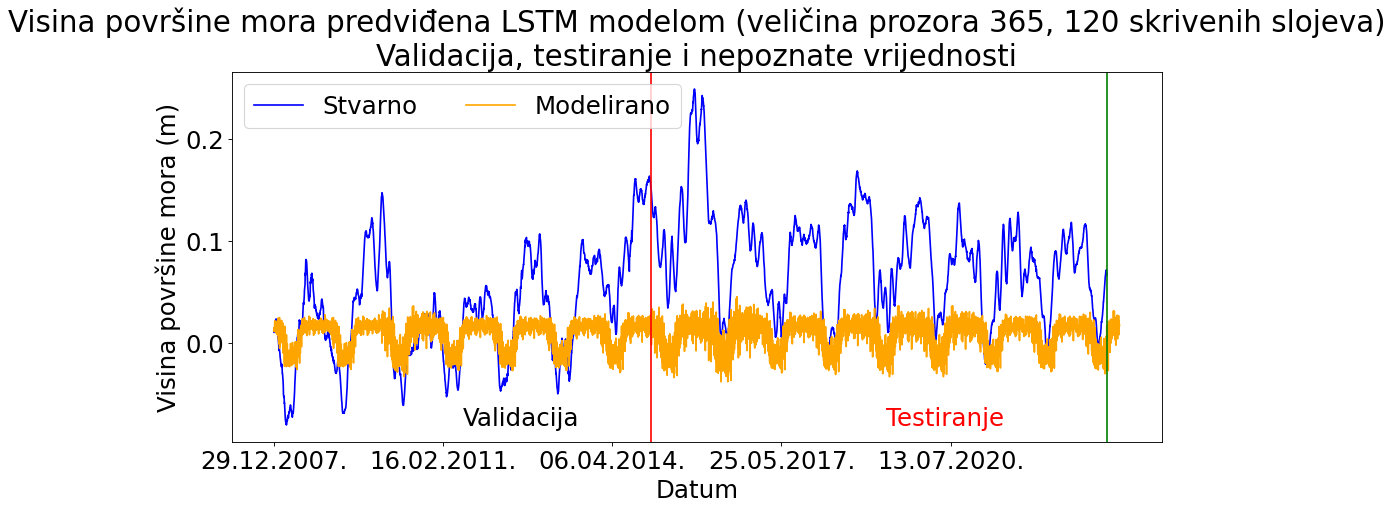 Visina površine mora predviđena LSTM modelom (veličina prozora 365, 120 skrivenih slojeva)
Validacija, testiranje i nepoznate vrijednosti
Stvarno Modelirano
Visina površine mora (m)
0.2
0.1
0.0
Validacija Testiranje
29.12.2007. 16.02.2011. 06.04.2014. 25.05.2017. 13.07.2020.
Datum